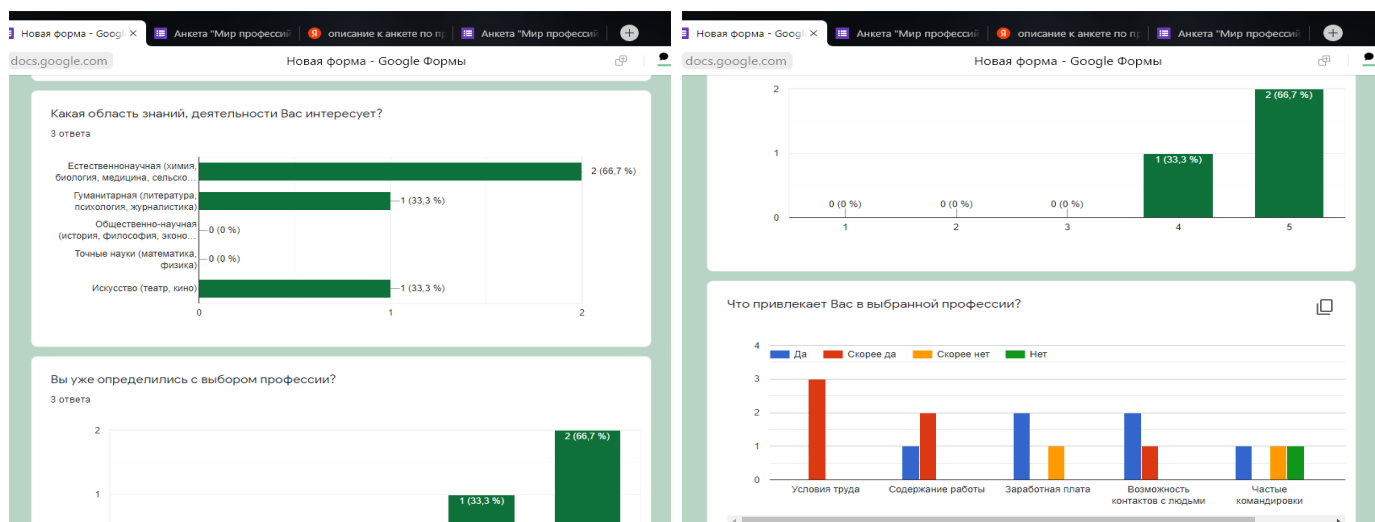 Новая форма - Googl
Анкета "Мир профессий
Я описание к анкете по п
Анкета "Мир професси
docs.google.com
Новая форма - Google Формы
Какая область знаний, деятельности Вас интересует?
3 ответа
Естественнонаучная (химия,
биология, медицина, сельско…
2 (66,7 %)
Гуманитарная (литература,
психология, журналистика)
1 (33,3 %)
Общественно-научная
(история, философия, эконо…
0 (0 %)
Точные науки (математика,
физика)
0 (0 %)
Искусство (театр, кино)
1 (33,3 %)
0 1 2
Вы уже определились с выбором профессии?
3 ответа
2
2 (66,7 %)
1
1 (33,3 %)
Новая форма - Googl
Анкета "Мир професси
Я описание к анкете по п
Анкета "Мир професси
docs.google.com
Новая форма - Google Формы
2
2 (66,7 %)
1
1 (33,3 %)
0 (0 %) 0 (0 %) 0 (0 %)
0
1 2 3 4 5
Что привлекает Вас в выбранной профессии?
4
Да Скорее да Скорее нет Нет
3
2
1
0
Условия труда
Содержание работы
Заработная плата
Возможность
контактов с людьми
Частые
командировки